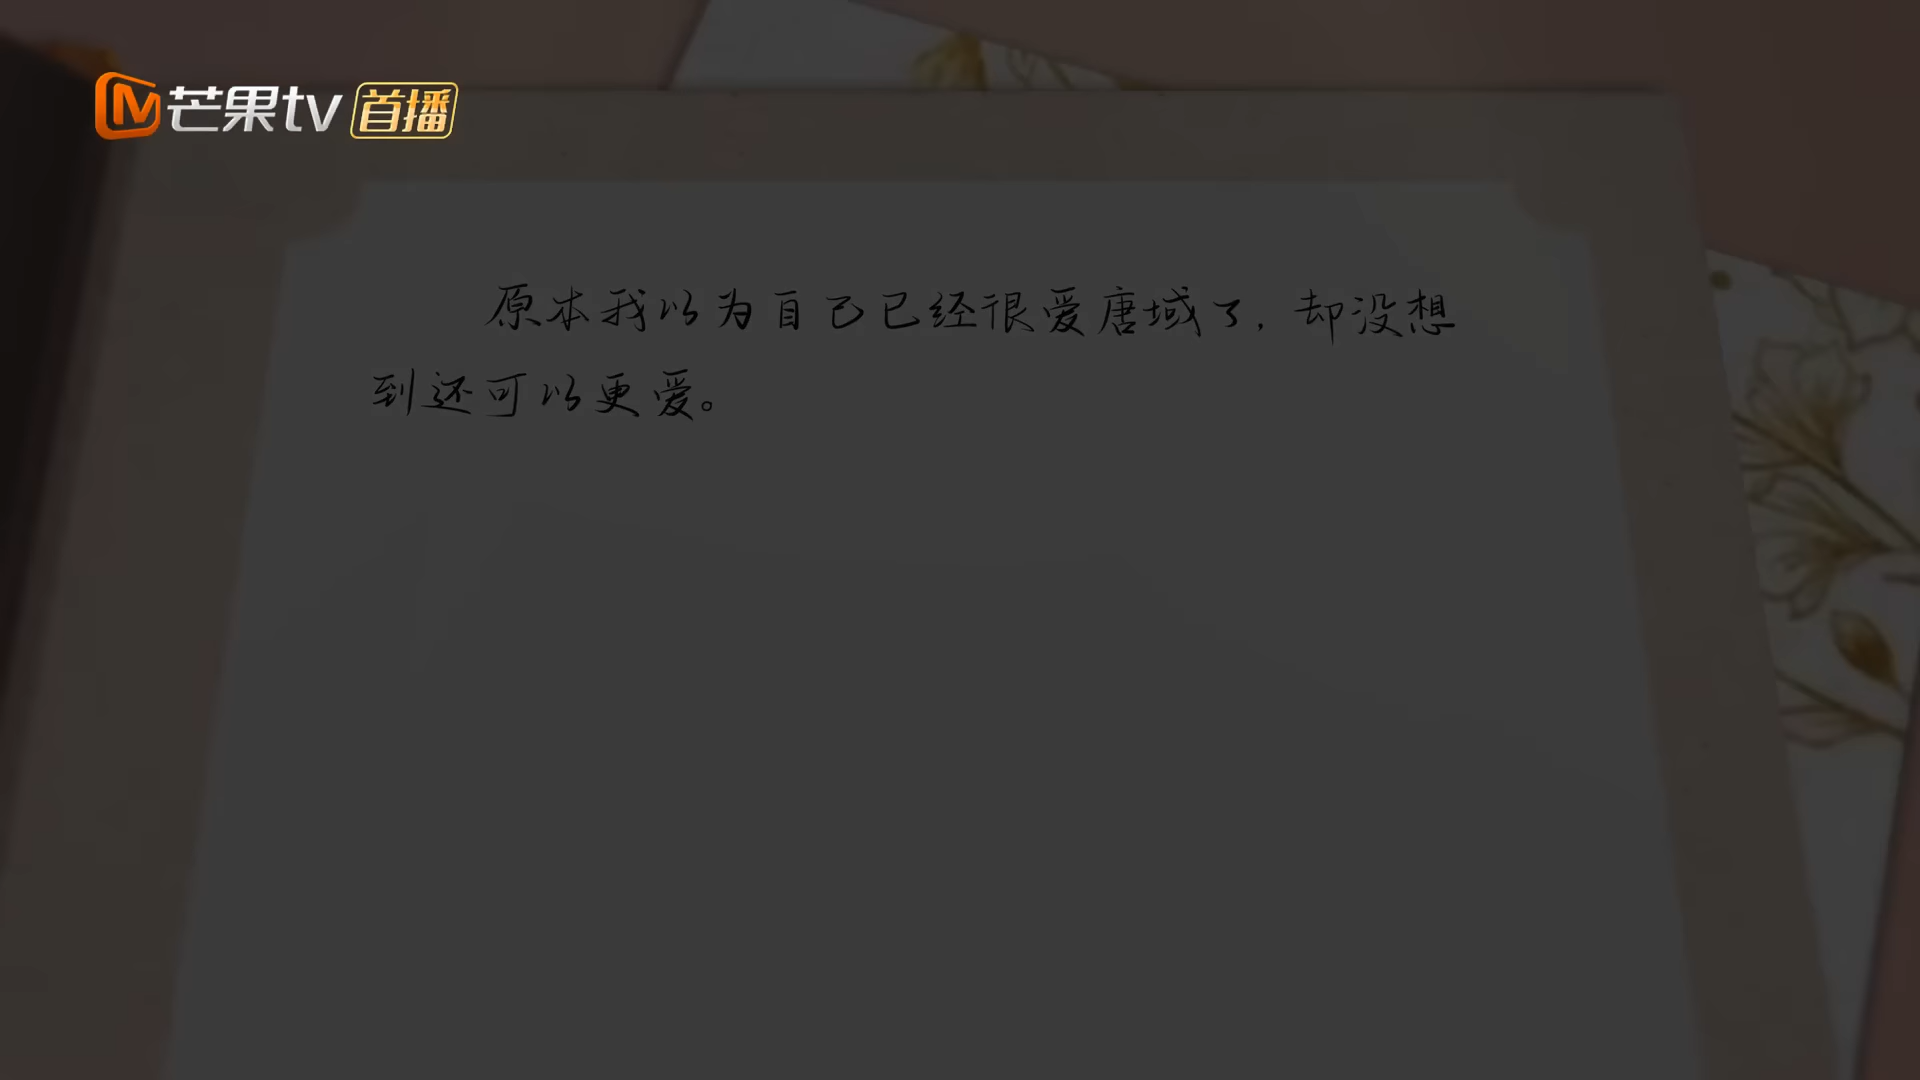 芒果tv 首播
原本我以为自己已经很爱唐域了，却没想
到还可以更爱。